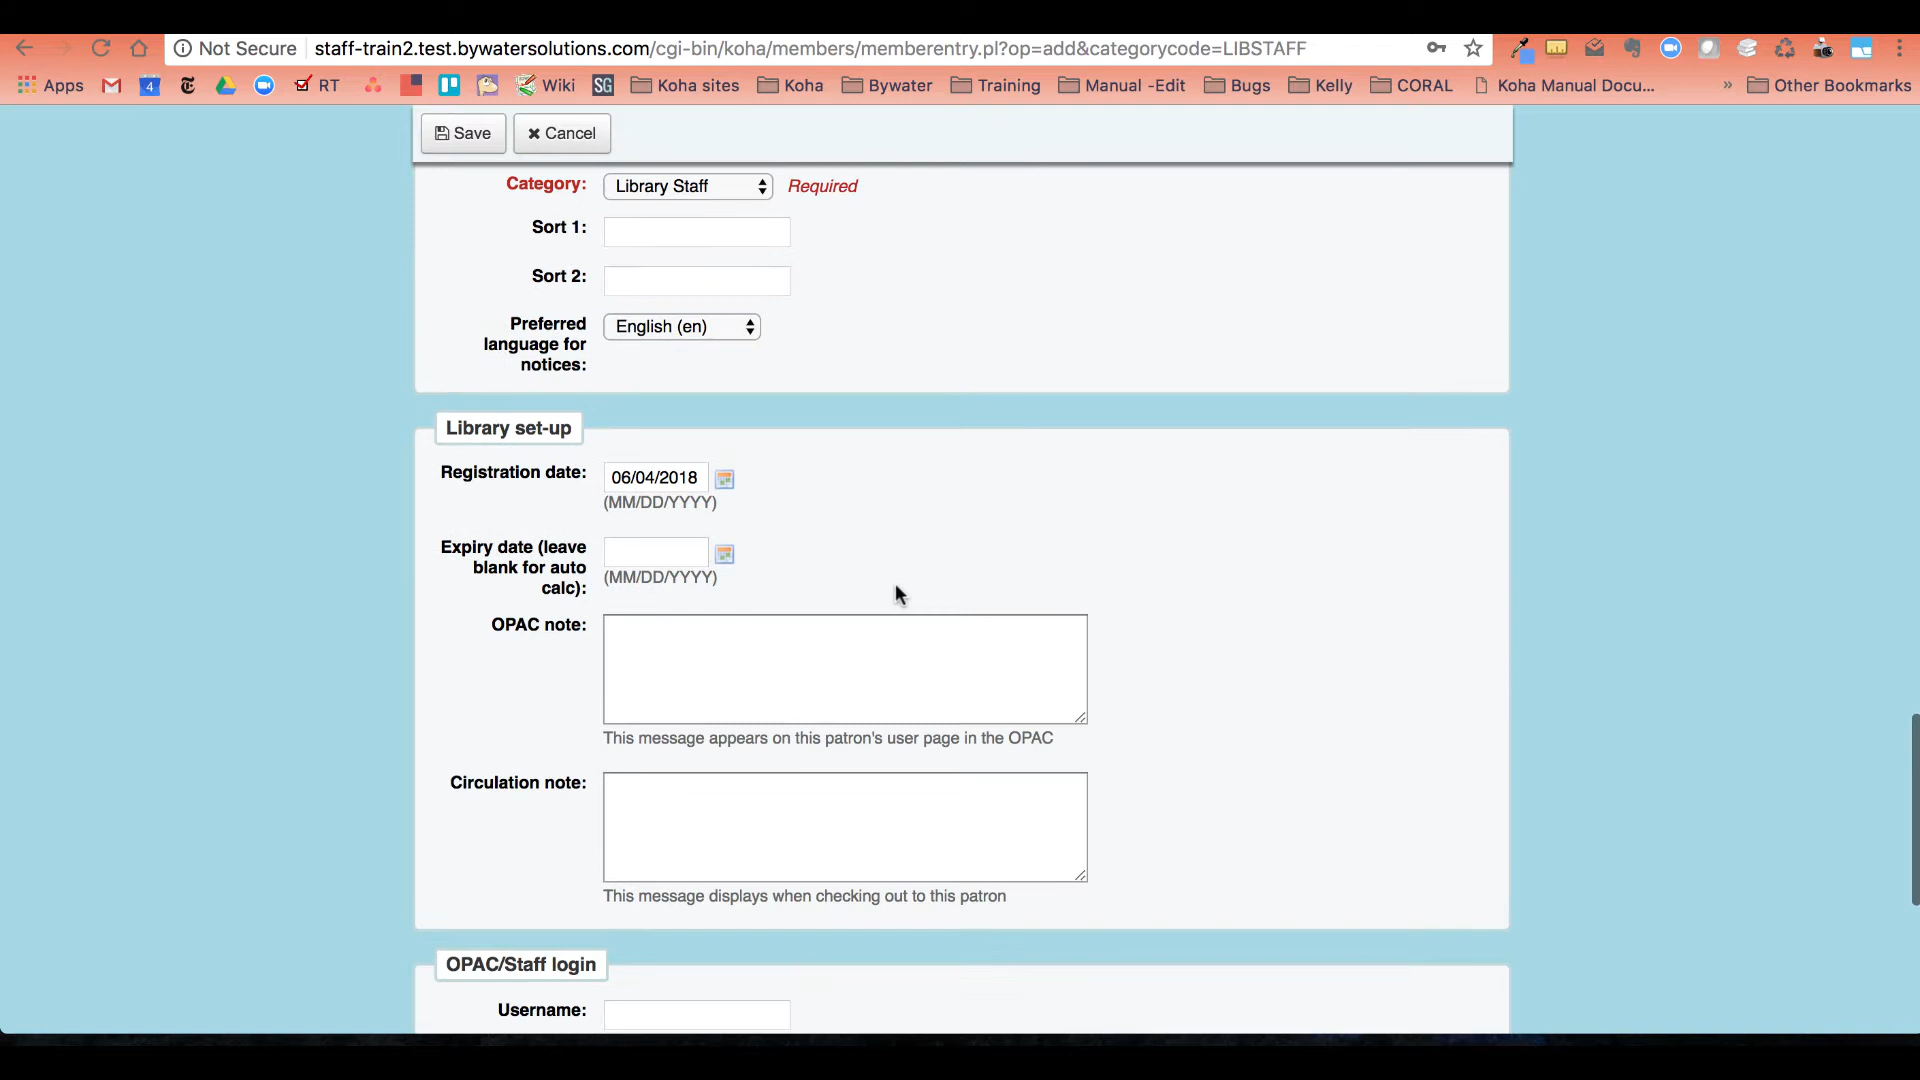 Not Secure staff-train2.test.bywatersolutions.com/cgi-bin/koha/members/memberentry.pl?op=add&categorycode=LIBSTAFF
Apps 4 RT Wiki SG Koha sites Koha Bywater Training Manual -Edit Bugs Kelly CORAL Koha Manual Docu... » Other Bookmarks
Save Cancel
Category: Library Staff Required
Sort 1:
Sort 2:
Preferred language for notices: English (en)
Library set-up
Registration date: 06/04/2018
(MM/DD/YYYY)
Expiry date (leave blank for auto calc):
(MM/DD/YYYY)
OPAC note:
This message appears on this patron's user page in the OPAC
Circulation note:
This message displays when checking out to this patron
OPAC/Staff login
Username: